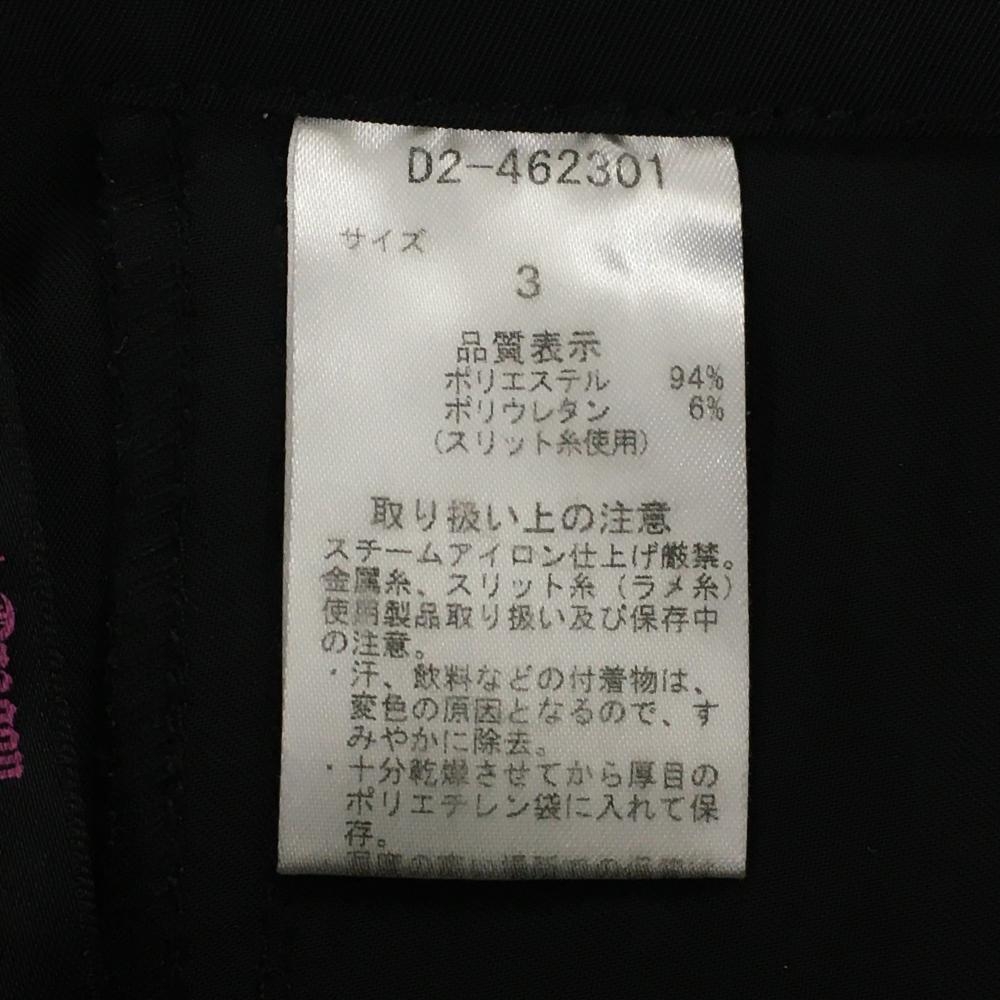 D2-462301
サイズ
3
品質表示
ポリエステル 94%
ポリウレタン 6%
(スリット糸使用)
取り扱い上の注意
スチームアイロン仕上げ厳禁。
金属糸、スリット糸(ラメ糸)
使用製品取り扱い及び保存中
の注意。
・汗、飲料などの付着物は、
変色の原因となるので、す
みやかに除去。
・十分乾燥させてから厚目の
ポリエチレン袋に入れて保
存。